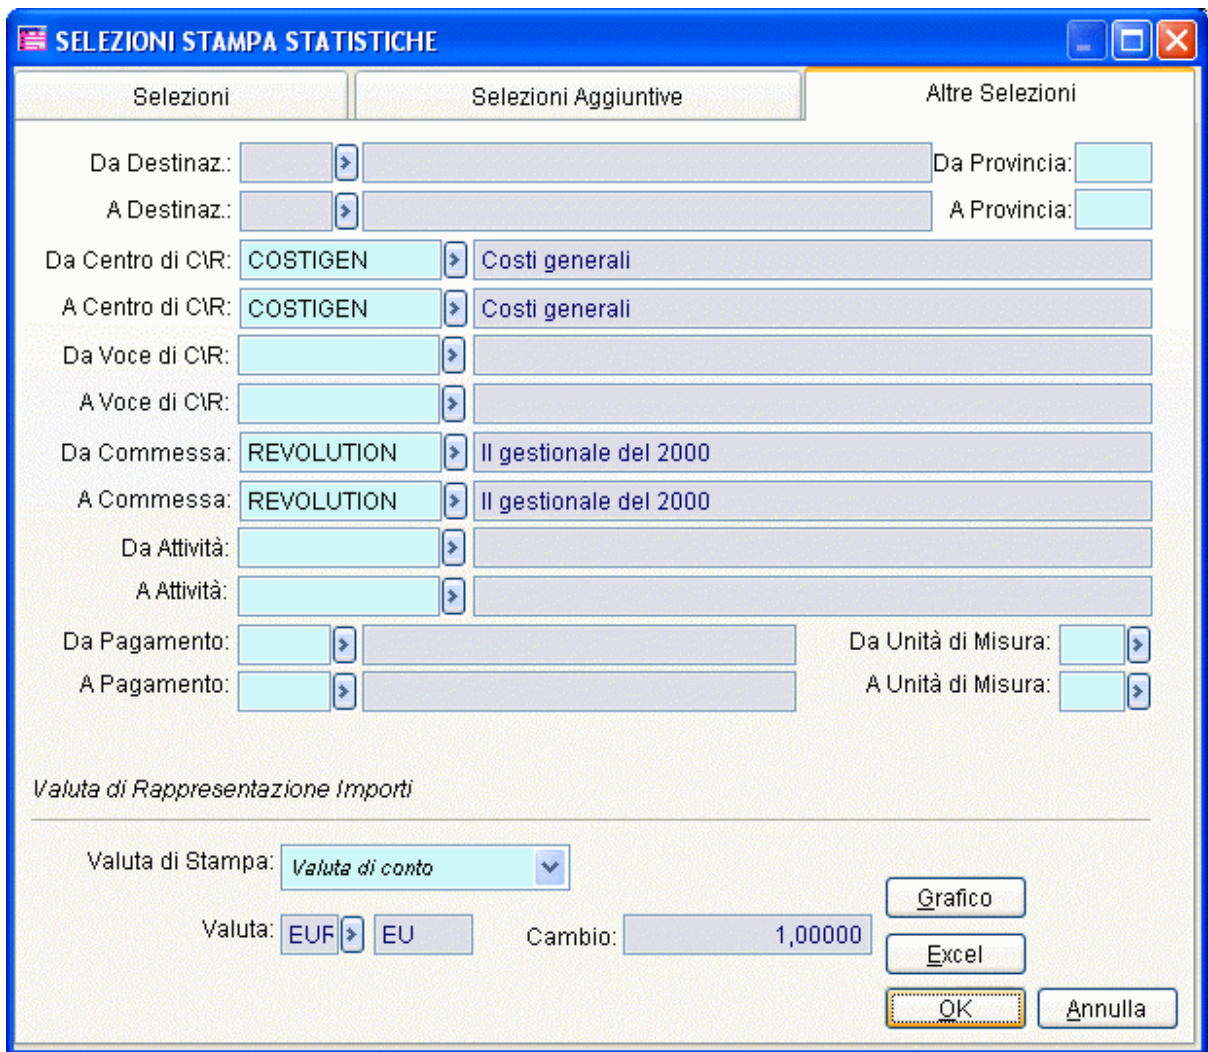 SELEZIONI STAMPA STATISTICHE
Selezioni Selezioni Aggiuntive Altre Selezioni
Da Destinaz.: Da Provincia:
A Destinaz.: A Provincia:
Da Centro di C\R: COSTIGEN Costi generali
A Centro di C\R: COSTIGEN Costi generali
Da Voce di C\R:
A Voce di C\R:
Da Commessa: REVOLUTION Il gestionale del 2000
A Commessa: REVOLUTION Il gestionale del 2000
Da Attività:
A Attività:
Da Pagamento: Da Unità di Misura:
A Pagamento: A Unità di Misura:
Valuta di Rappresentazione Importi
Valuta di Stampa: Valuta di conto
Grafico
Valuta: EUR EU Cambio: 1,00000
Excel
OK Annulla